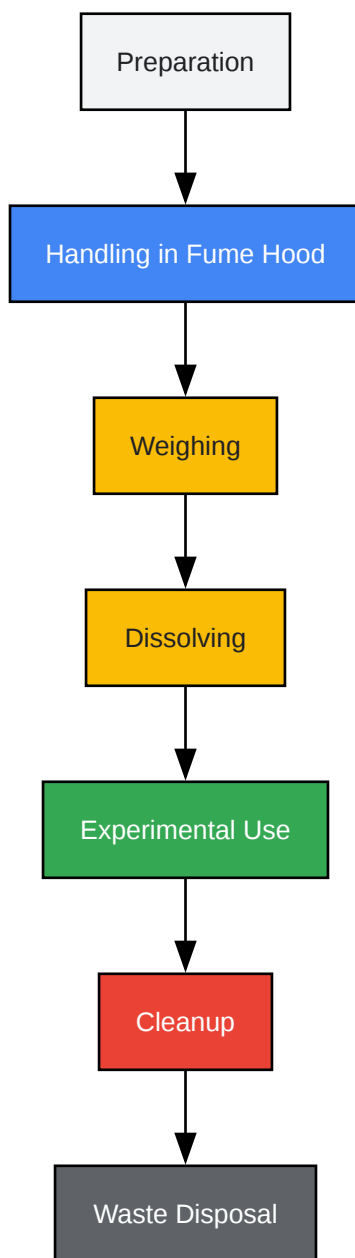 Preparation
Handling in Fume Hood
Weighing
Dissolving
Experimental Use
Cleanup
Waste Disposal